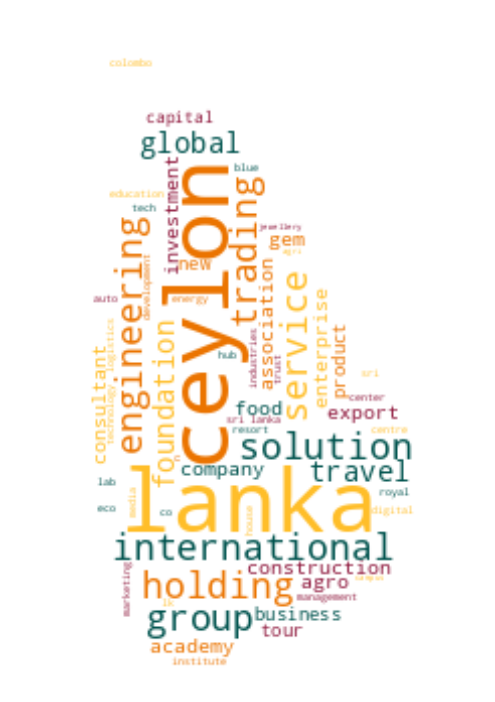 colombo
capital
global
blue
investment
ceylon
trading
education
tech
engineering
jewellery
gem
agri
new
development
association
service
energy
auto
enterprise
product
consultant
technology
logistics
foundation
hub
industries
trust
sri
center
food
export
sri lanka
resort
centre
solution
company
travel
lanka
lab
royal
eco
media
co
house
digital
international
construction
holding
agro
marketing
management
lk
group
business
tour
academy
institute